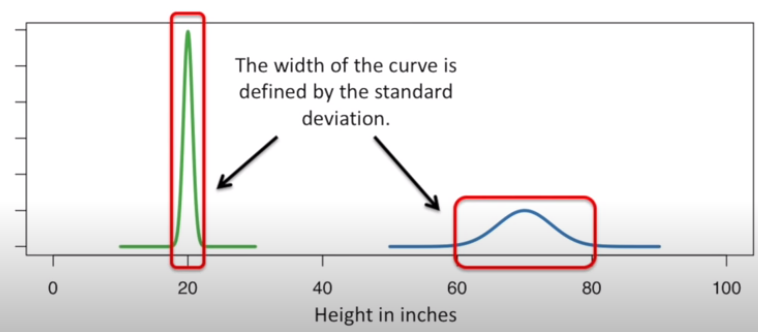 The width of the curve is
defined by the standard
deviation.
0 20 40 60 80 100
Height in inches